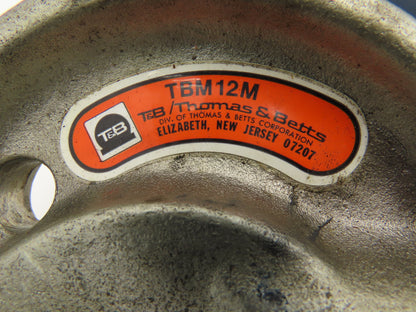 TBM12M
T&B
T&B/Thomas & Betts
DIV. OF THOMAS & BETTS CORPORATION
ELIZABETH, NEW JERSEY 07207